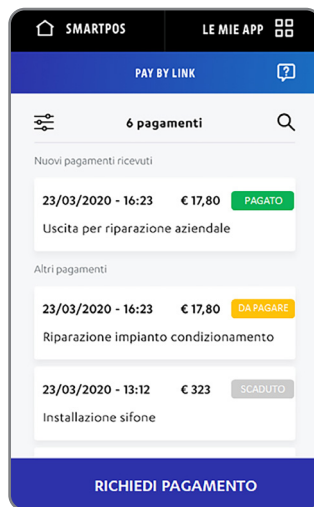 SMARTPOS LE MIE APP
PAY BY LINK
6 pagamenti
Nuovi pagamenti ricevuti
23/03/2020 - 16:23 € 17,80 PAGATO
Uscita per riparazione aziendale
Altri pagamenti
23/03/2020 - 16:23 € 17,80 DA PAGARE
Riparazione impianto condizionamento
23/03/2020 - 13:12 € 323 SCADUTO
Installazione sifone
RICHIEDI PAGAMENTO